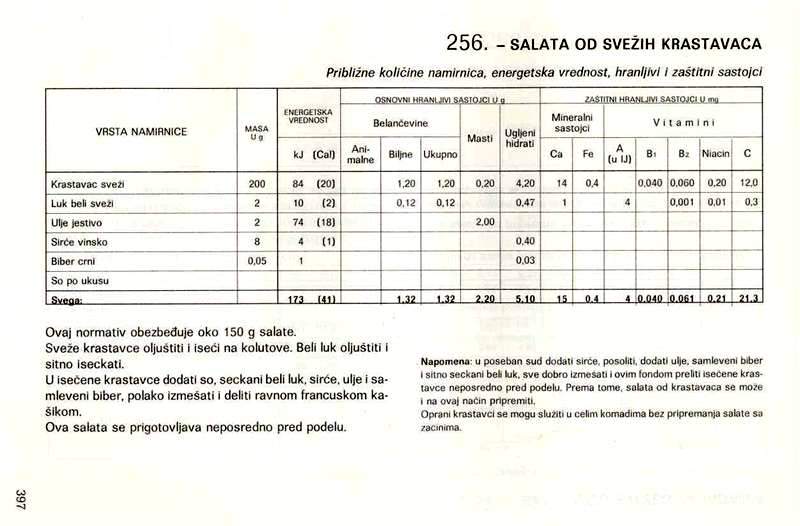 256. – SALATA OD SVEŽIH KRASTAVACA
Približne količine namirnica, energetska vrednost, hranljivi i zaštitni sastojci
VRSTA NAMIRNICE MASA U g ENERGETSKA VREDNOST OSNOVNI HRANLJIVI SASTOJCI U g ZAŠTITNI HRANLJIVI SASTOJCI U mg
Belančevine Masti Ugljeni hidrati Mineralni sastojci Vitamini
kJ (Cal) Ani-malne Biljne Ukupno Ca Fe A (u IJ) B1 B2 Niacin C
Krastavac sveži 200 84 (20) 1,20 1,20 0,20 4,20 14 0,4 0,040 0,060 0,20 12,0
Luk beli sveži 2 10 (2) 0,12 0,12 0,47 1 4 0,001 0,01 0,3
Ulje jestivo 2 74 (18) 2,00
Sirće vinsko 8 4 (1) 0,40
Biber crni 0,05 1 0,03
So po ukusu
Svega: 173 (41) 1,32 1,32 2,20 5,10 15 0,4 4 0,040 0,061 0,21 21,3
Ovaj normativ obezbeđuje oko 150 g salate.
Sveže krastavce oljuštiti i iseći na kolutove. Beli luk oljuštiti i
sitno iseckati.
U isečene krastavce dodati so, seckani beli luk, sirće, ulje i sa-
mleveni biber, polako izmešati i deliti ravnom francuskom ka-
šikom.
Ova salata se prigotovljava neposredno pred podelu.
Napomena: u poseban sud dodati sirće, posoliti, dodati ulje, samleveni biber
i sitno seckani beli luk, sve dobro izmešati i ovim fondom preliti isečene kras-
tavce neposredno pred podelu. Prema tome, salata od krastavaca se može
i na ovaj način pripremiti.
Oprani krastavci se mogu služiti u celim komadima bez pripremanja salate sa
začinima.
397